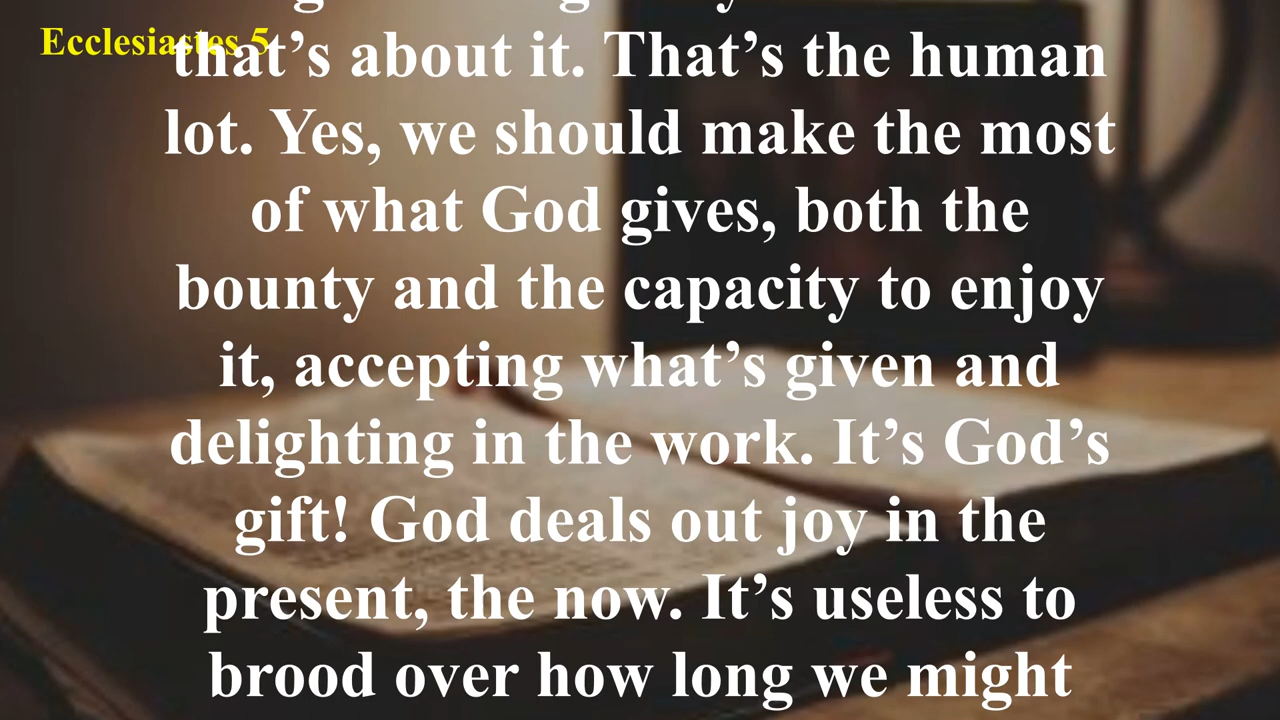 Ecclesiastes 5
that’s about it. That’s the human
lot. Yes, we should make the most
of what God gives, both the
bounty and the capacity to enjoy
it, accepting what’s given and
delighting in the work. It’s God’s
gift! God deals out joy in the
present, the now. It’s useless to
brood over how long we might